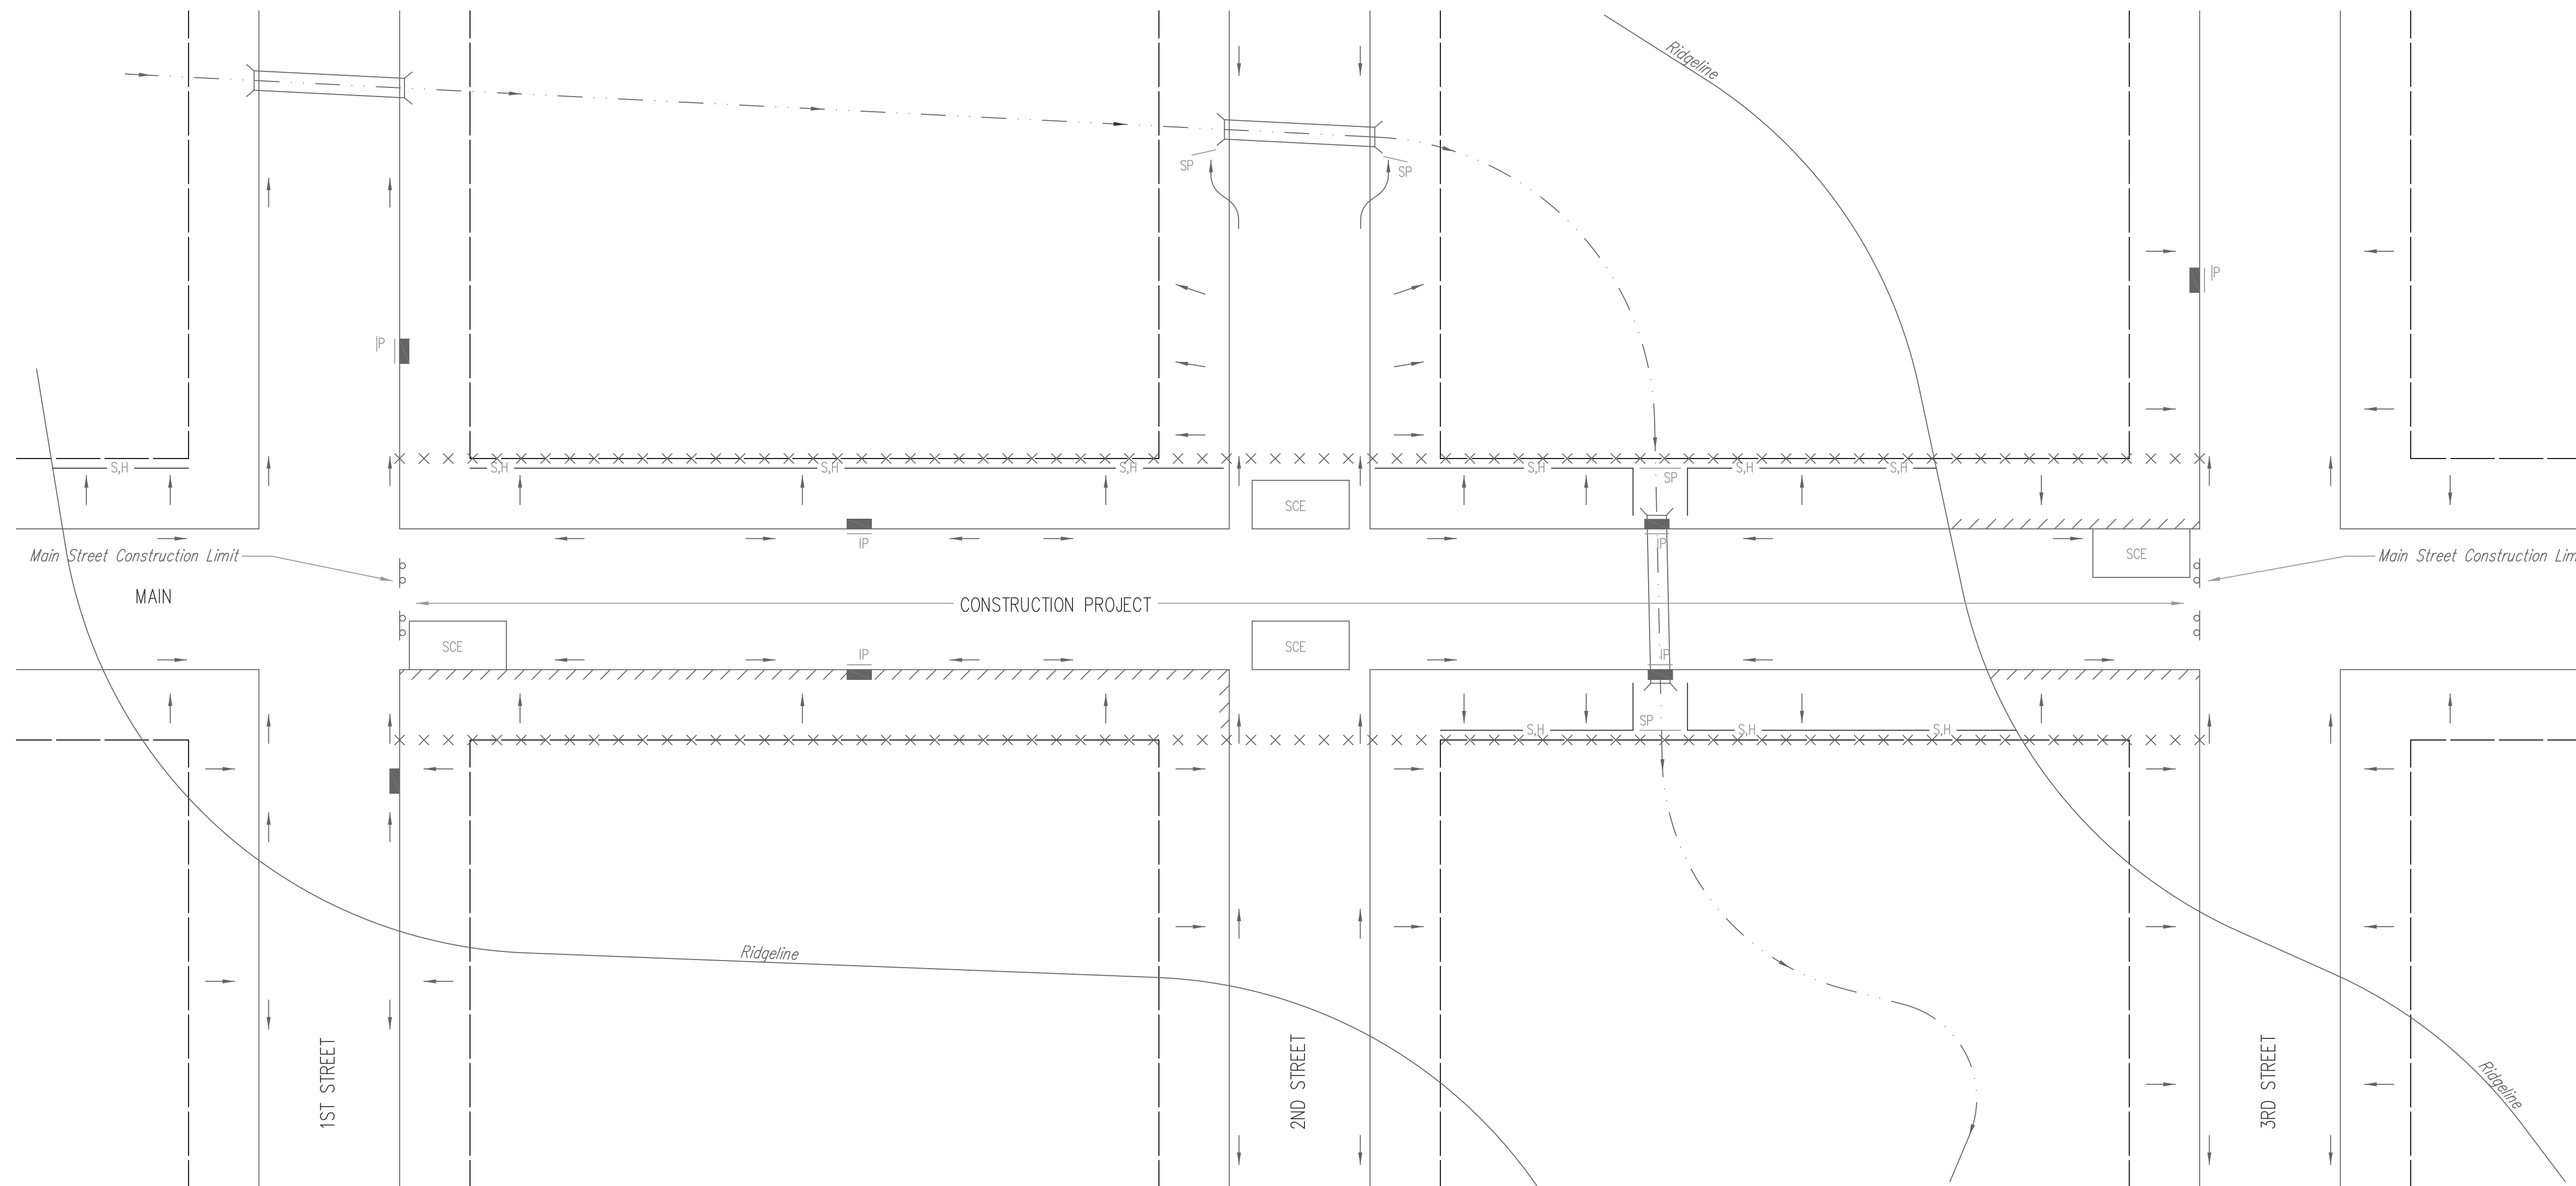 Ridgeline
SP
SP
IP
IP
S,H
S,H
S,H
S,H
S,H
S,H
S,H
SP
SCE
IP
IP
SCE
Main Street Construction Limit
Main Street Construction Lim
MAIN
CONSTRUCTION PROJECT
SCE
SCE
IP
IP
SP
S,H
S,H
S,H
Ridgeline
1ST STREET
2ND STREET
3RD STREET
Ridgeline